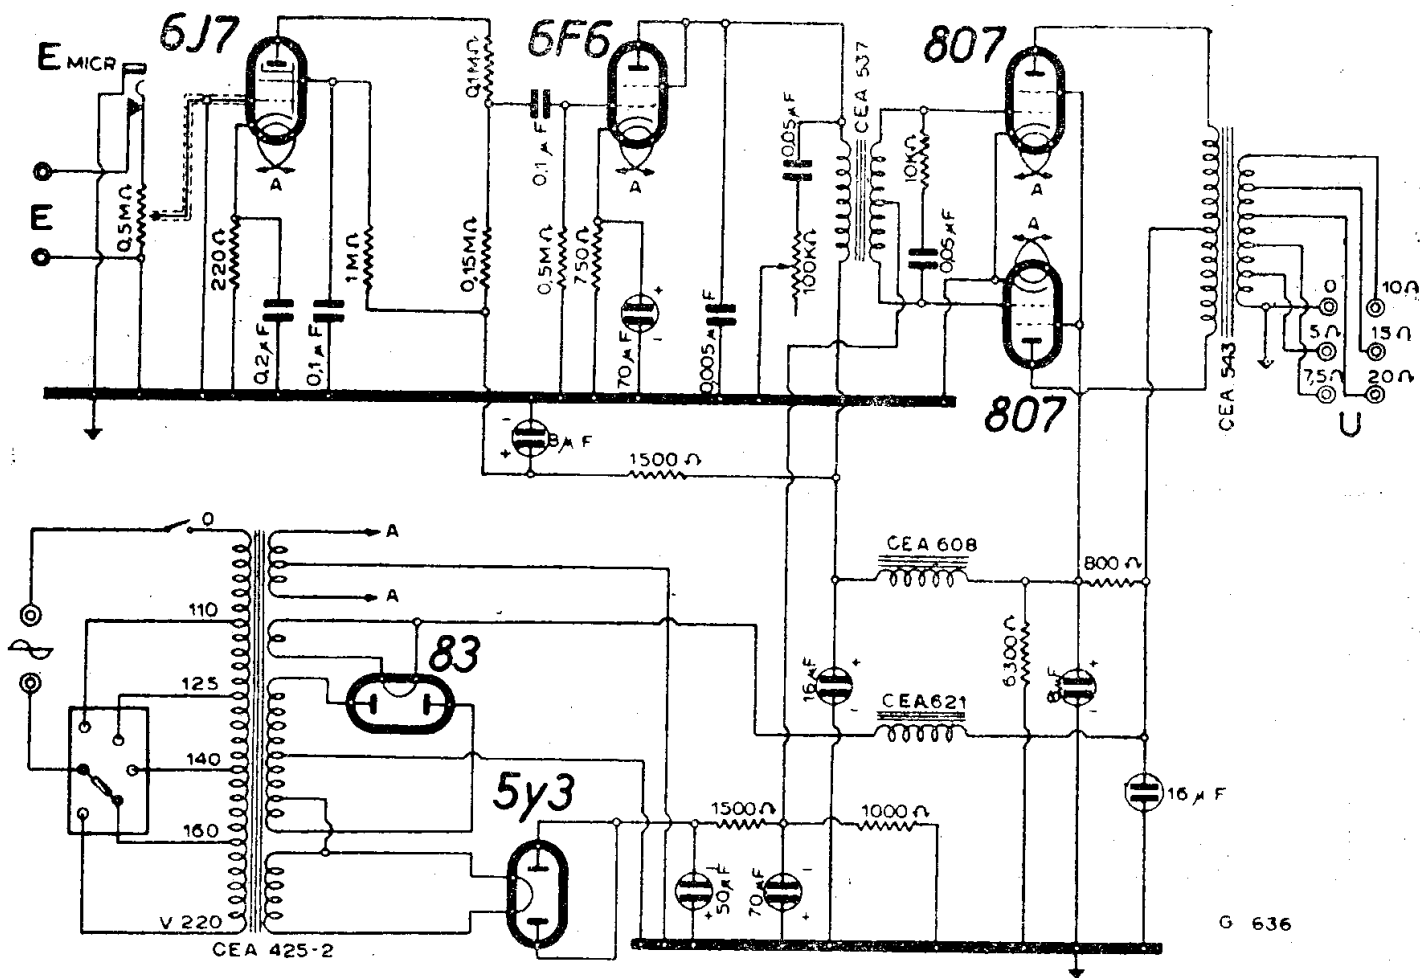 6J7
6F6
807
E MICR
0,1MΩ
0,1µF
0,05µF
CEA 537
10KΩ
A
A
A
A
E
0,5MΩ
220Ω
1MΩ
0,15MΩ
0,5MΩ
750Ω
100KΩ
0,05µF
0,2µF
0,1µF
70µF
+
-
0,005µF
CEA 543
0
10Ω
5Ω
15Ω
7,5Ω
20Ω
U
807
-
+
8µF
1500Ω
0
A
A
CEA 608
800Ω
110
83
125
6300Ω
16µF
+
-
8µF
+
-
CEA621
140
5y3
1500Ω
1000Ω
16µF
160
50µF
+
70µF
-
+
V 220
CEA 425-2
G 636